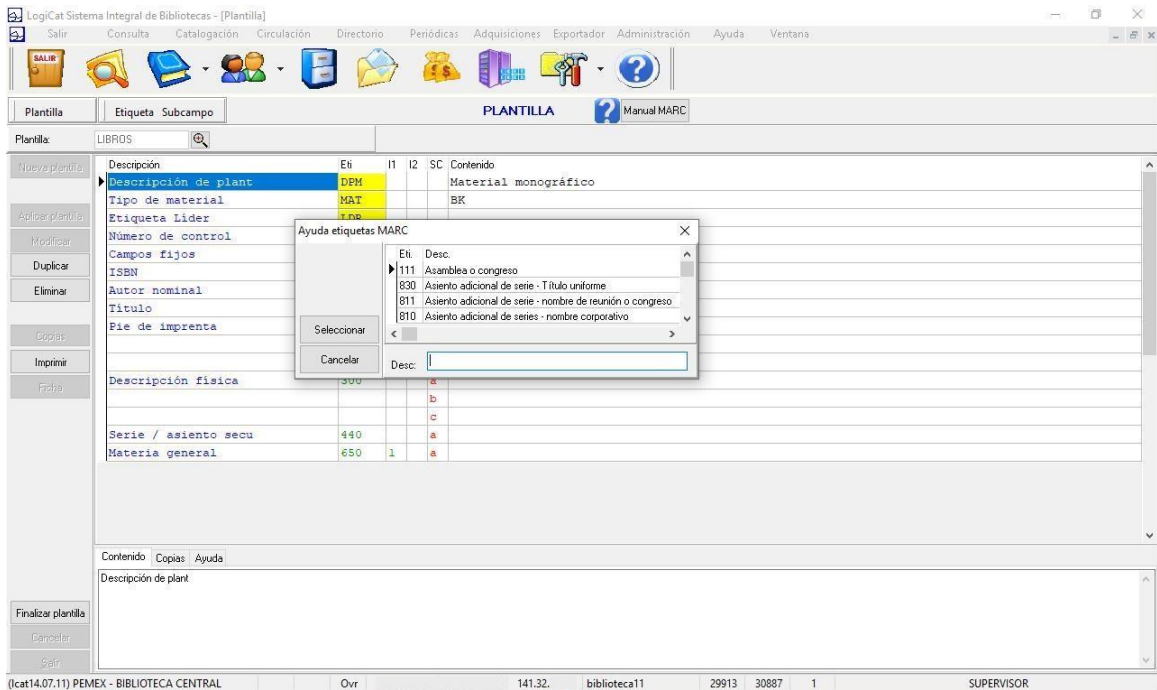 LogiCat Sistema Integral de Bibliotecas - [Plantilla]
Salir Consulta Catalogación Circulación Directorio Periódicas Adquisiciones Exportador Administración Ayuda Ventana
SALIR
Plantilla Etiqueta Subcampo PLANTILLA Manual MARC
Plantilla: LIBROS
Nueva plantilla
Aplicar plantilla
Modificar
Duplicar
Eliminar
Copias
Imprimir
Ficha
Descripción Eti I1 I2 SC Contenido
Descripción de plant DPM Material monográfico
Tipo de material MAT BK
Etiqueta Líder LDR
Número de control
Campos fijos
ISBN
Autor nominal
Título
Pie de imprenta
Descripción física 300 a
b
c
Serie / asiento secu 440 a
Materia general 650 1 a
Ayuda etiquetas MARC
Eti. Desc.
111 Asamblea o congreso
830 Asiento adicional de serie - Título uniforme
811 Asiento adicional de serie - nombre de reunión o congreso
810 Asiento adicional de series - nombre corporativo
Seleccionar
Cancelar
Desc:
Contenido Copias Ayuda
Descripción de plant
Finalizar plantilla
Cancelar
Salir
(lcat14.07.11) PEMEX - BIBLIOTECA CENTRAL Ovr 141.32. biblioteca11 29913 30887 1 SUPERVISOR